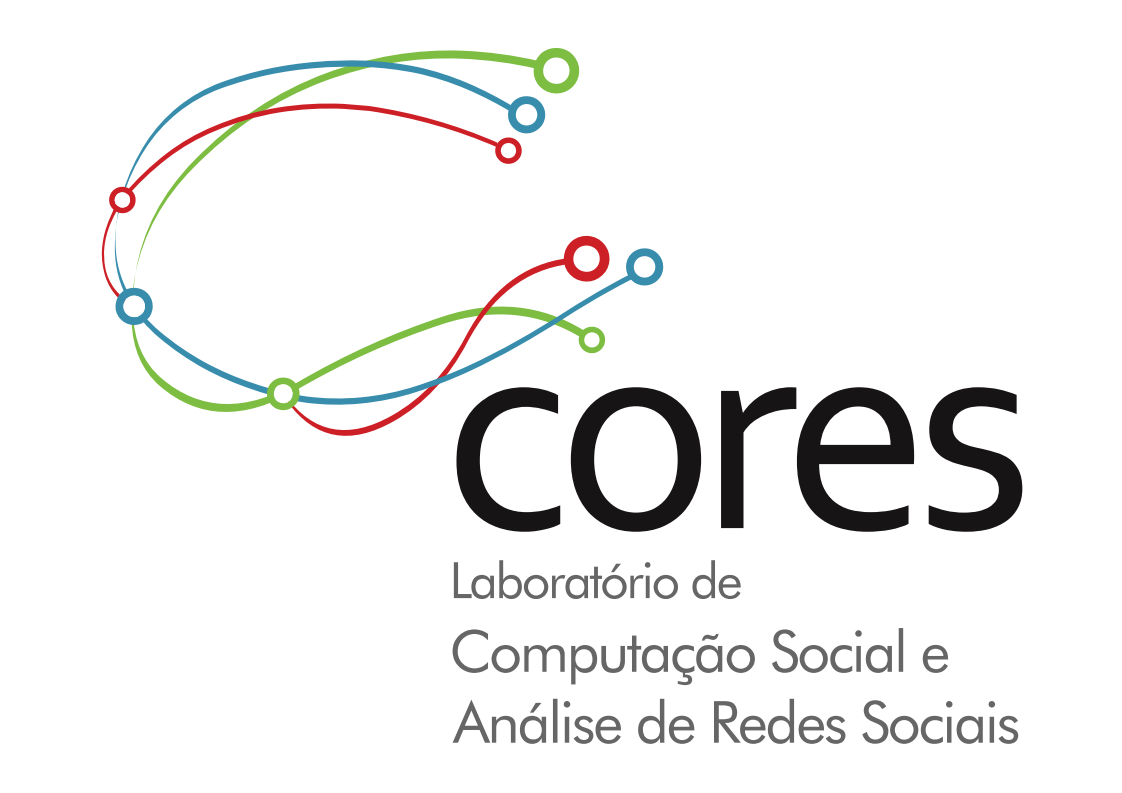 cores
Laboratório de
Computação Social e
Análise de Redes Sociais